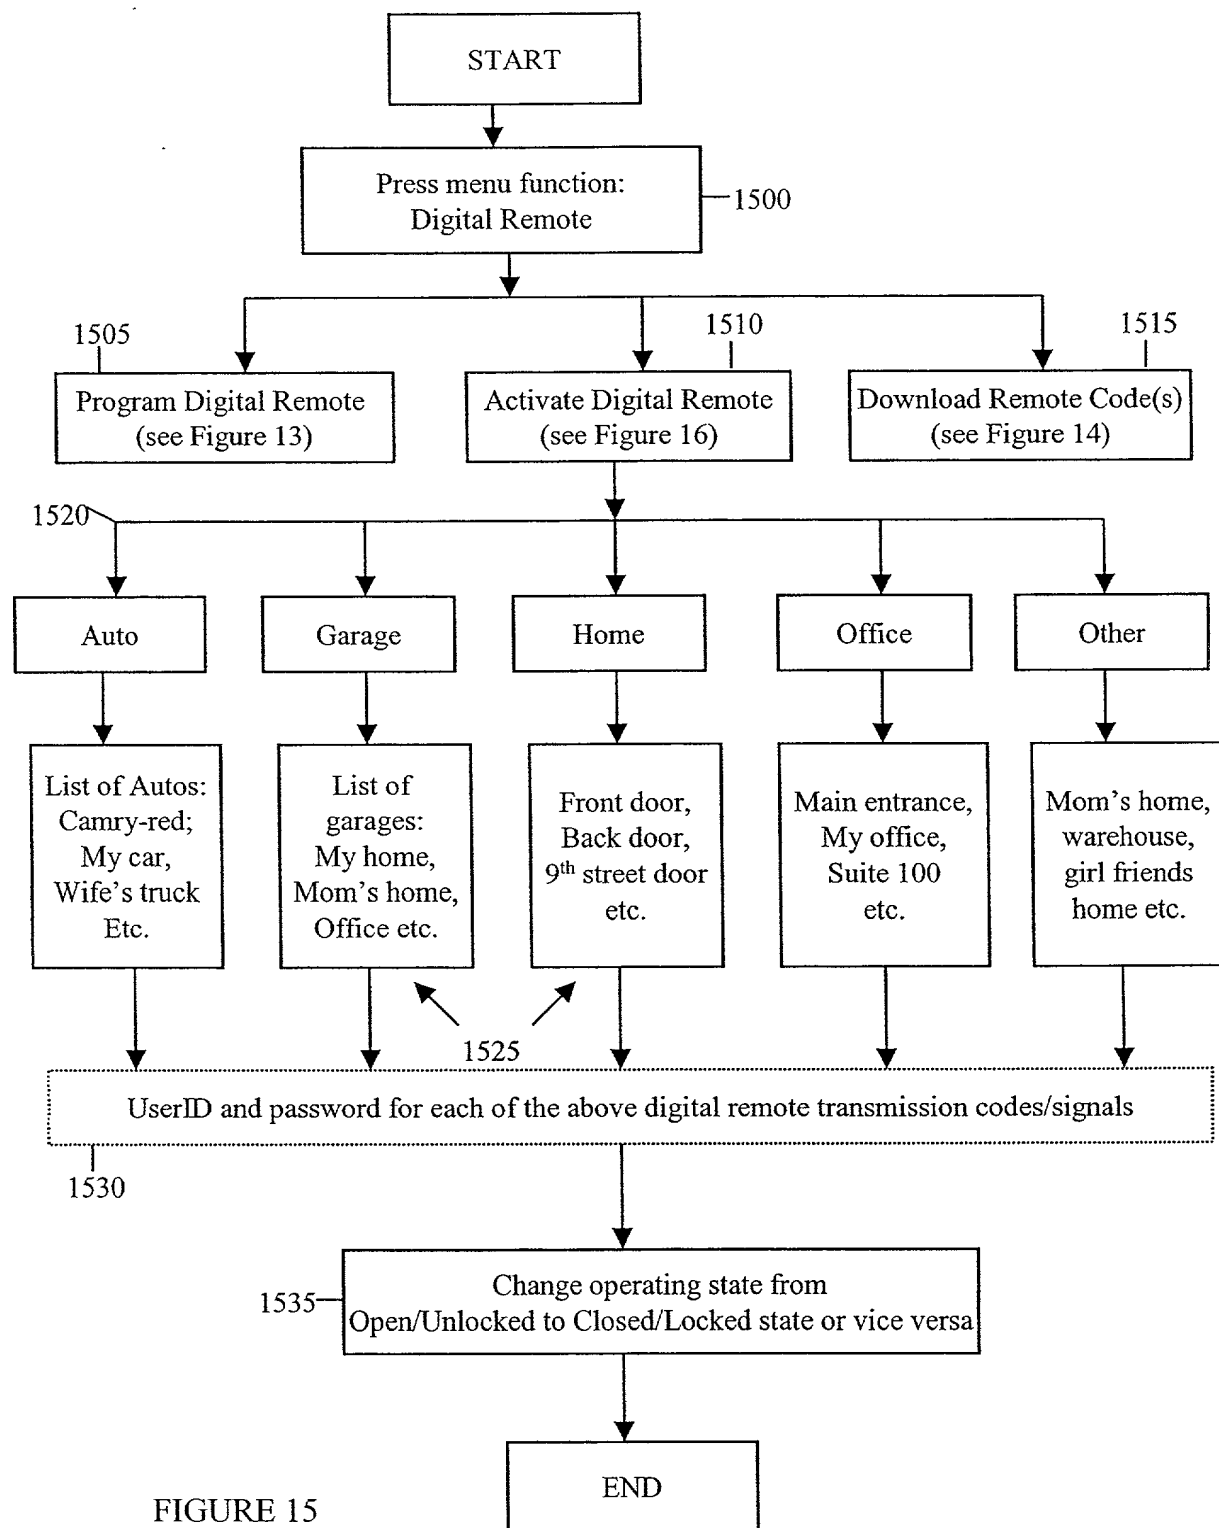 START
Press menu function:
Digital Remote
1500
1505
1510
1515
Program Digital Remote
(see Figure 13)
Activate Digital Remote
(see Figure 16)
Download Remote Code(s)
(see Figure 14)
1520
Auto
Garage
Home
Office
Other
List of Autos:
Camry-red;
My car,
Wife's truck
Etc.
List of
garages:
My home,
Mom's home,
Office etc.
Front door,
Back door,
9th street door
etc.
Main entrance,
My office,
Suite 100
etc.
Mom's home,
warehouse,
girl friends
home etc.
1525
UserID and password for each of the above digital remote transmission codes/signals
1530
1535
Change operating state from
Open/Unlocked to Closed/Locked state or vice versa
END
FIGURE 15